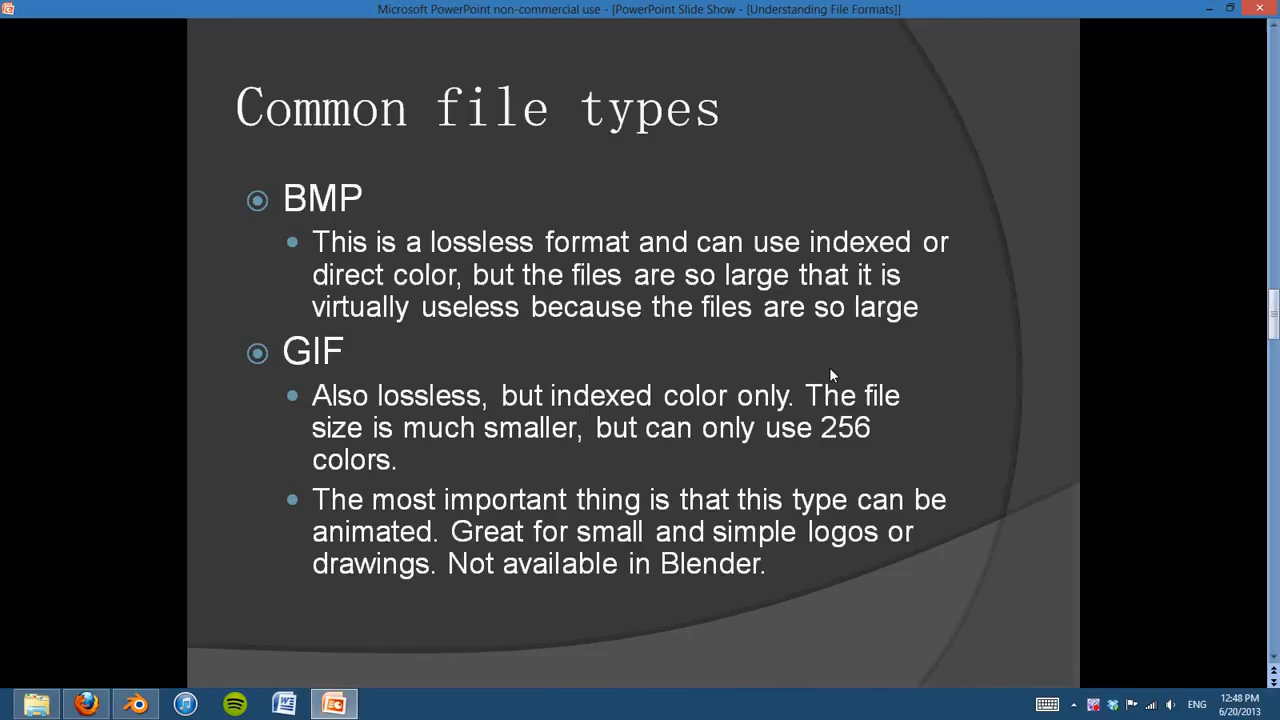 Microsoft PowerPoint non-commercial use - [PowerPoint Slide Show - [Understanding File Formats]]
Common file types
BMP
This is a lossless format and can use indexed or
direct color, but the files are so large that it is
virtually useless because the files are so large
GIF
Also lossless, but indexed color only. The file
size is much smaller, but can only use 256
colors.
The most important thing is that this type can be
animated. Great for small and simple logos or
drawings. Not available in Blender.
ENG
12:48 PM
6/20/2013